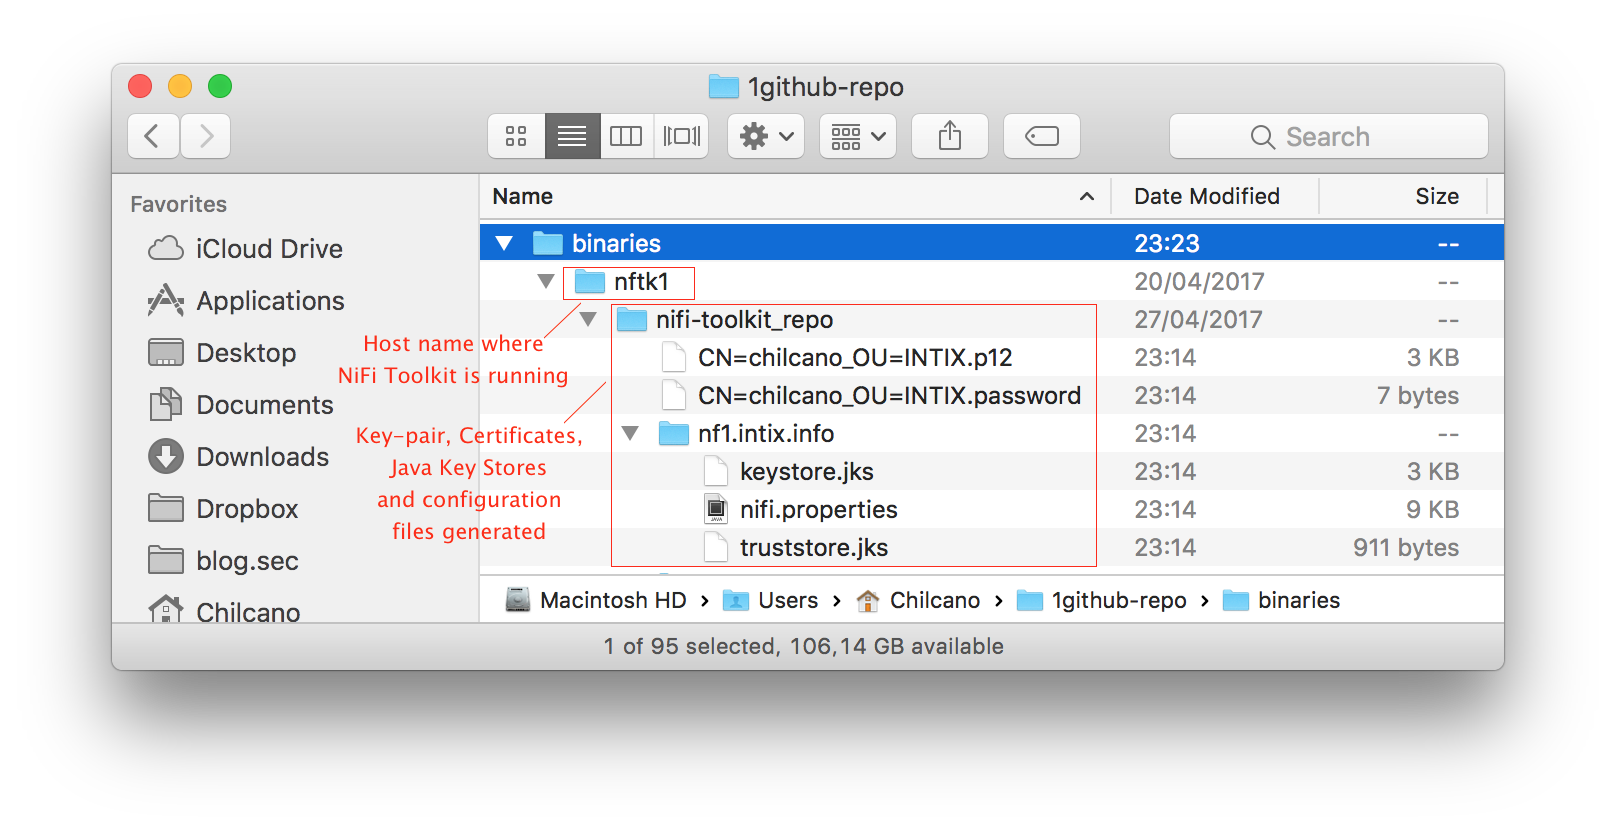 1github-repo
Search
Favorites
iCloud Drive
Applications
Desktop
Documents
Downloads
Dropbox
blog.sec
Chilcano
Name Date Modified Size
binaries 23:23 --
nftk1 20/04/2017 --
nifi-toolkit_repo 27/04/2017 --
CN=chilcano_OU=INTIX.p12 23:14 3 KB
CN=chilcano_OU=INTIX.password 23:14 7 bytes
nf1.intix.info 23:14 --
keystore.jks 23:14 3 KB
nifi.properties 23:14 9 KB
truststore.jks 23:14 911 bytes
Host name where
NiFi Toolkit is running
Key-pair, Certificates,
Java Key Stores
and configuration
files generated
Macintosh HD › Users › Chilcano › 1github-repo › binaries
1 of 95 selected, 106,14 GB available